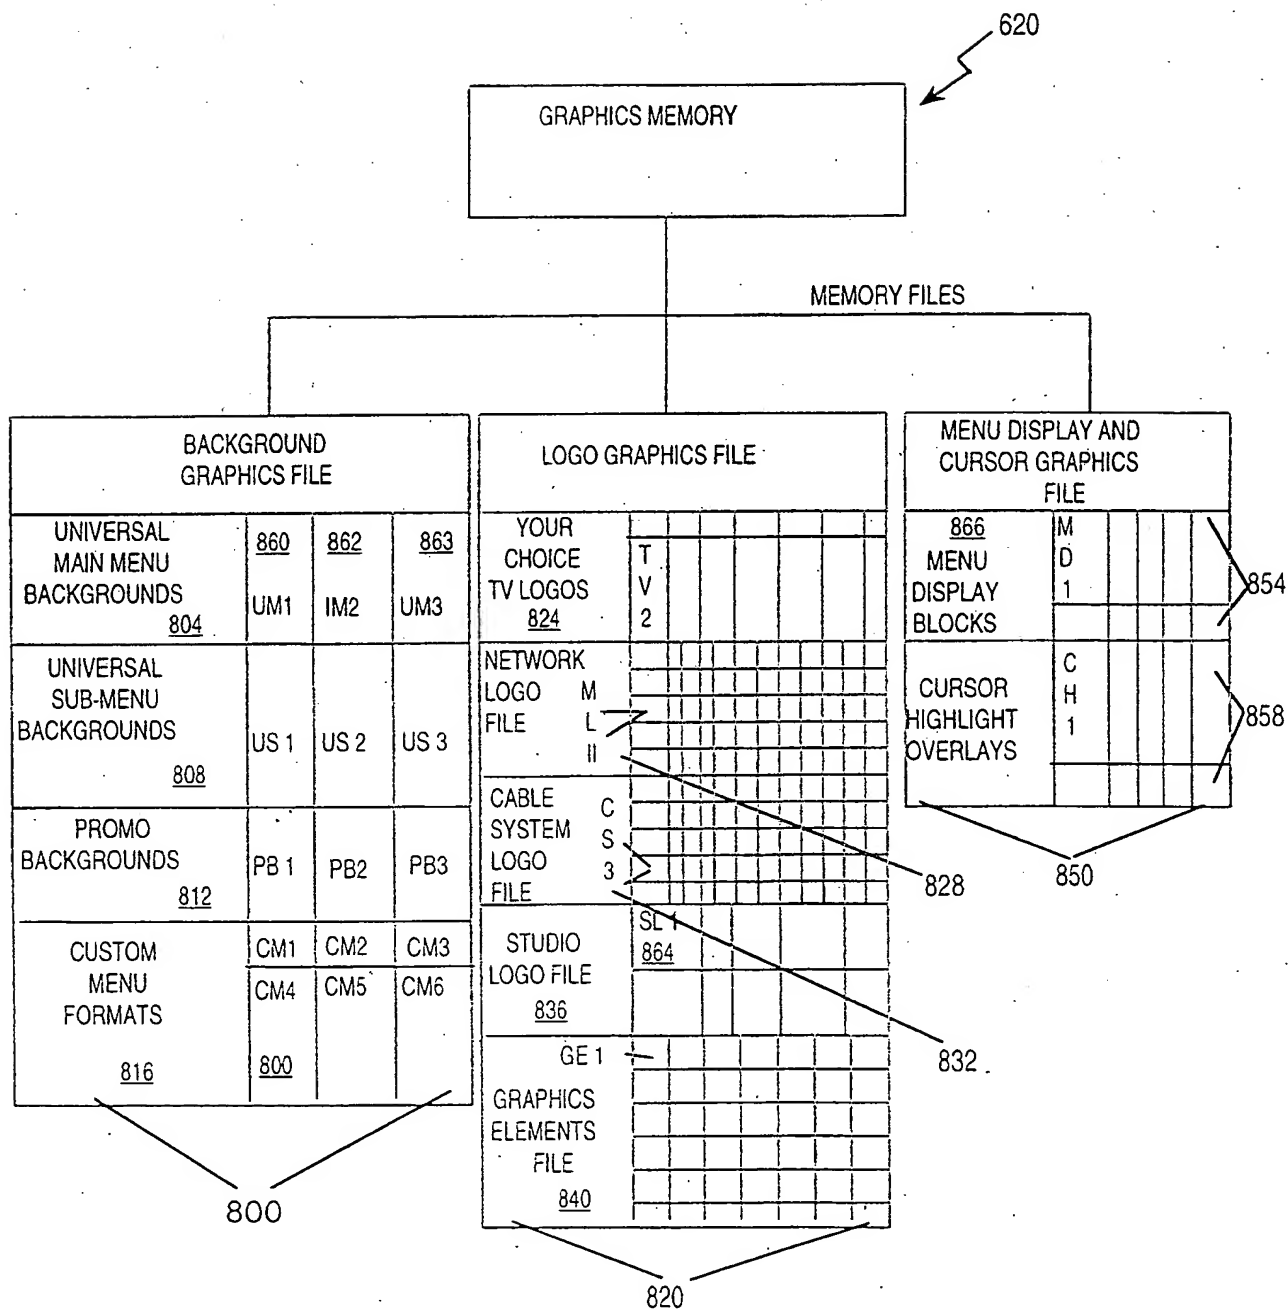 620
GRAPHICS MEMORY
MEMORY FILES
BACKGROUND
GRAPHICS FILE
UNIVERSAL
MAIN MENU
BACKGROUNDS
804
860
UM1
862
IM2
863
UM3
UNIVERSAL
SUB-MENU
BACKGROUNDS
808
US 1
US 2
US 3
PROMO
BACKGROUNDS
812
PB 1
PB2
PB3
CUSTOM
MENU
FORMATS
816
CM1
CM2
CM3
CM4
CM5
CM6
800
800
LOGO GRAPHICS FILE
YOUR
CHOICE
TV LOGOS
824
T
V
2
NETWORK
LOGO
FILE
M
L
II
828
CABLE
SYSTEM
LOGO
FILE
C
S
3
832
STUDIO
LOGO FILE
836
SL 1
864
GE 1
GRAPHICS
ELEMENTS
FILE
840
820
MENU DISPLAY AND
CURSOR GRAPHICS
FILE
866
MENU
DISPLAY
BLOCKS
M
D
1
854
CURSOR
HIGHLIGHT
OVERLAYS
C
H
1
858
850